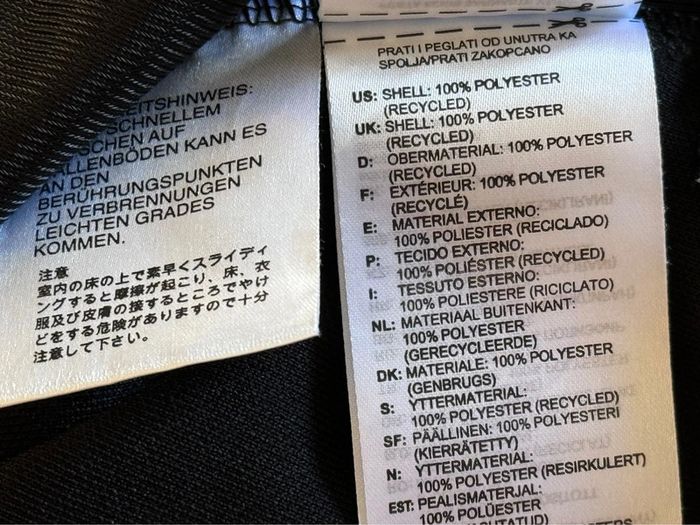 EITSHINWEIS:
SCHNELLEM
SCHEN AUF
ALLENBÖDEN KANN ES
AN DEN
BERÜHRUNGSPUNKTEN
ZU VERBRENNUNGEN
LEICHTEN GRADES
KOMMEN.
注意
室内の床の上で素早くスライディ
ングすると摩擦が起こり、床、衣
服及び皮膚の接するところでやけ
どをする危険がありますので十分
注意して下さい。
PRATI I PEGLATI OD UNUTRA KA
SPOLJA/PRATI ZAKOPCANO
US: SHELL: 100% POLYESTER
(RECYCLED)
UK: SHELL: 100% POLYESTER
(RECYCLED)
D: OBERMATERIAL: 100% POLYESTER
(RECYCLED)
F: EXTÉRIEUR: 100% POLYESTER
(RECYCLÉ)
E: MATERIAL EXTERNO:
100% POLIÉSTER (RECICLADO)
P: TECIDO EXTERNO:
100% POLIÉSTER (RECYCLED)
I: TESSUTO ESTERNO:
100% POLIESTERE (RICICLATO)
NL: MATERIAAL BUITENKANT:
100% POLYESTER
(GERECYCLEERDE)
DK: MATERIALE: 100% POLYESTER
(GENBRUGS)
S: YTTERMATERIAL:
100% POLYESTER (RECYCLED)
SF: PÄÄLLINEN: 100% POLYESTERI
(KIERRÄTETTY)
N: YTTERMATERIAL:
100% POLYESTER (RESIRKULERT)
EST: PEALISMATERJAL:
100% POLÜESTER